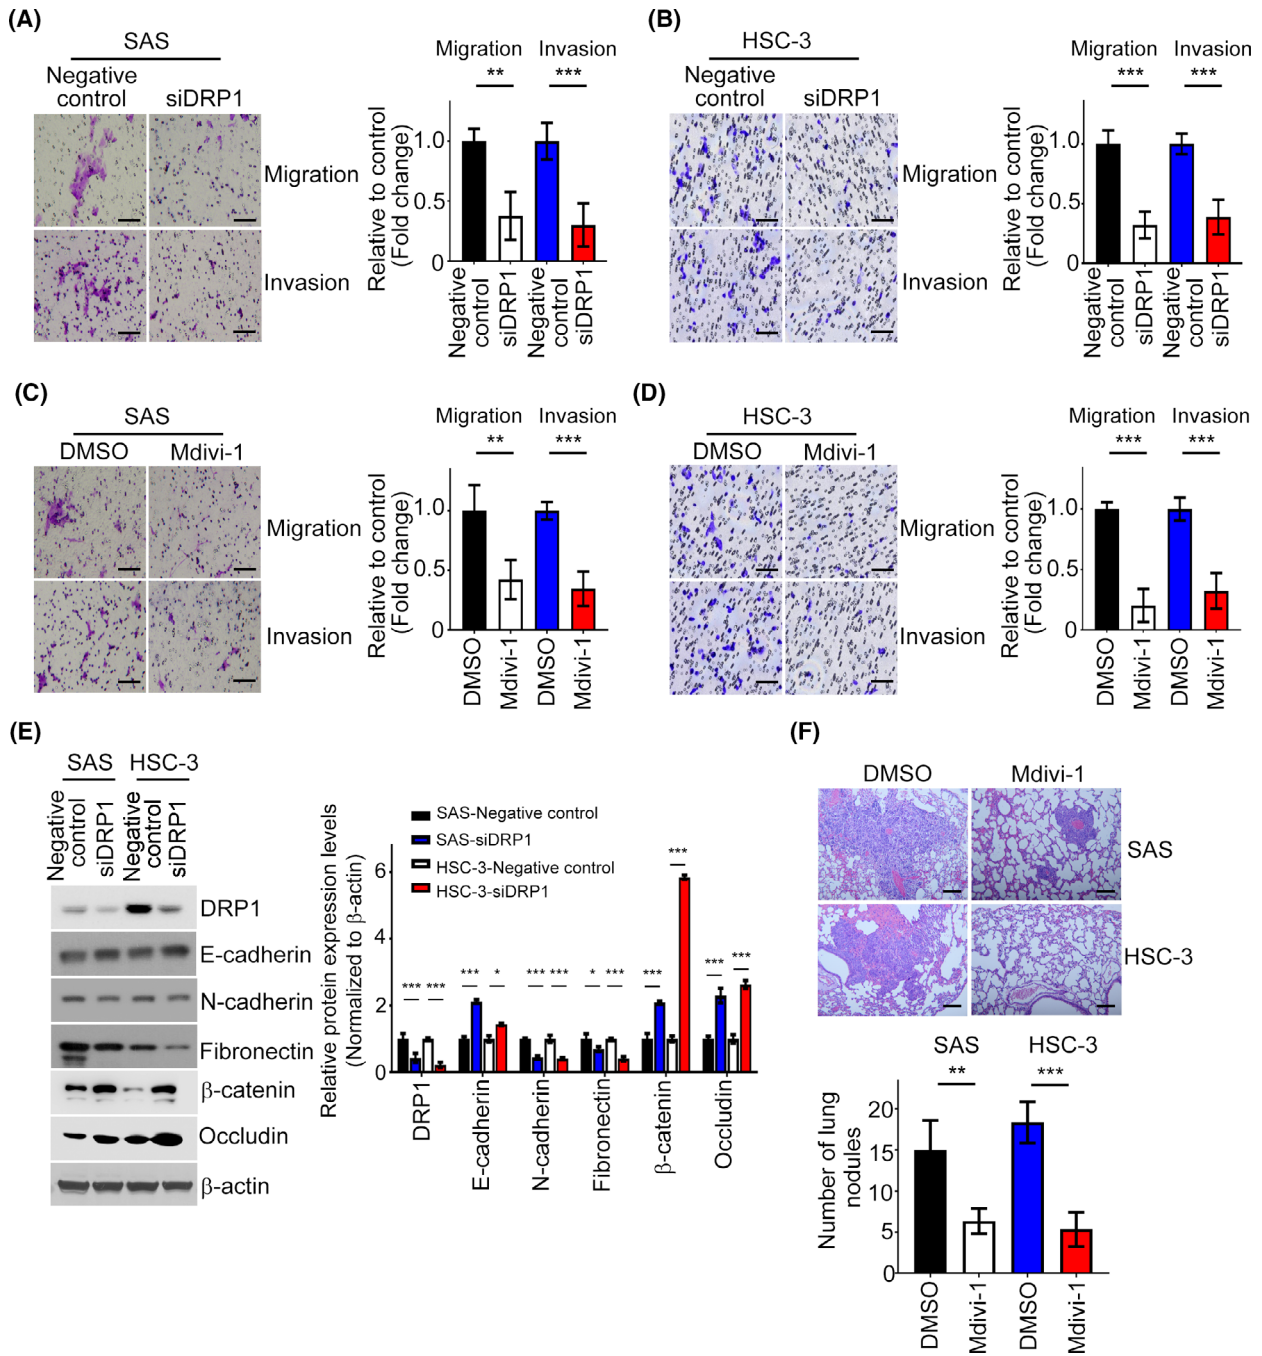 (A)
SAS
Negative
control
siDRP1
Migration
Invasion
Migration
Invasion
**
***
Relative to control
(Fold change)
1.0
0.5
0
Negative
control
siDRP1
Negative
control
siDRP1
(B)
HSC-3
Negative
control
siDRP1
Migration
Invasion
Migration
Invasion
***
***
Relative to control
(Fold change)
1.0
0.5
0
Negative
control
siDRP1
Negative
control
siDRP1
(C)
SAS
DMSO
Mdivi-1
Migration
Invasion
Migration
Invasion
**
***
Relative to control
(Fold change)
1.0
0.5
0
DMSO
Mdivi-1
DMSO
Mdivi-1
(D)
HSC-3
DMSO
Mdivi-1
Migration
Invasion
Migration
Invasion
***
***
Relative to control
(Fold change)
1.0
0.5
0
DMSO
Mdivi-1
DMSO
Mdivi-1
(E)
SAS
HSC-3
Negative
control
siDRP1
Negative
control
siDRP1
DRP1
E-cadherin
N-cadherin
Fibronectin
β-catenin
Occludin
β-actin
Relative protein expression levels
(Normalized to β-actin)
SAS-Negative control
SAS-siDRP1
HSC-3-Negative control
HSC-3-siDRP1
6
4
2
0
*** ***
*** *
*** ***
* ***
*** ***
*** ***
DRP1
E-cadherin
N-cadherin
Fibronectin
β-catenin
Occludin
(F)
DMSO
Mdivi-1
SAS
HSC-3
SAS
HSC-3
**
***
Number of lung
nodules
20
15
10
5
0
DMSO
Mdivi-1
DMSO
Mdivi-1